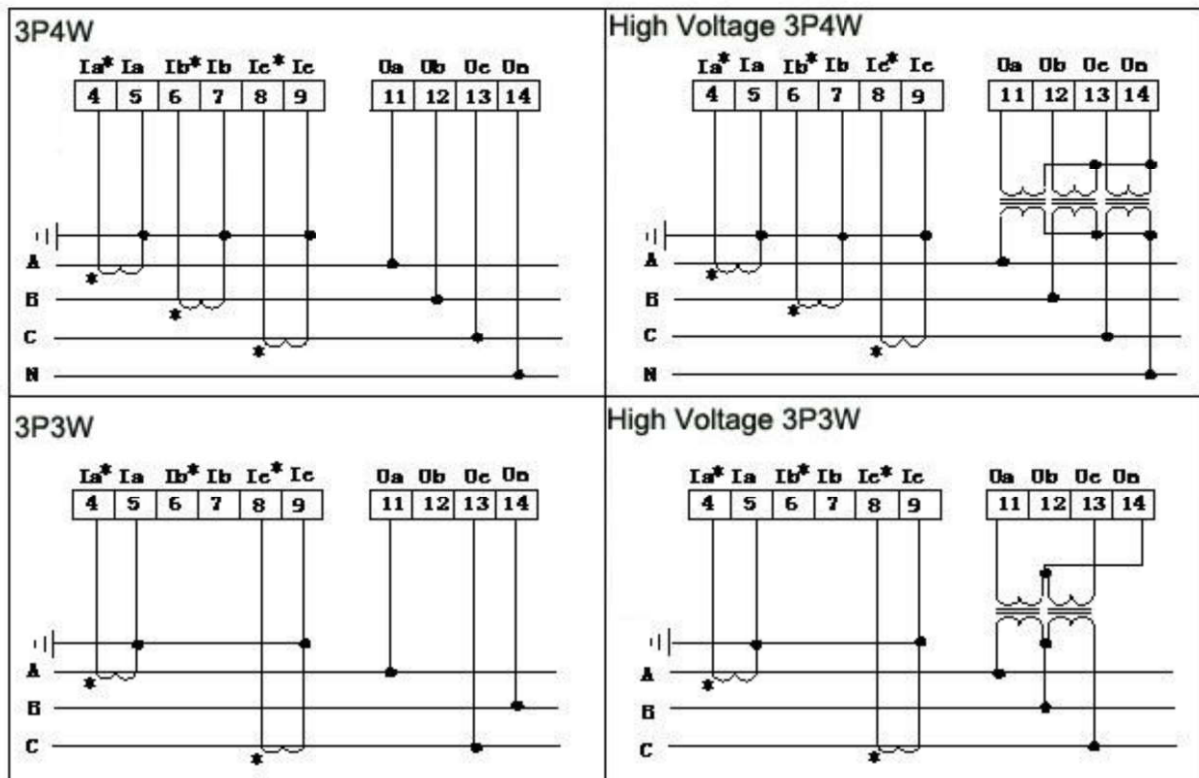 3P4W
Ia* Ia Ib* Ib Ic* Ic Ua Ub Uc Un
4 5 6 7 8 9 11 12 13 14
A
*
B
*
C
*
N
High Voltage 3P4W
Ia* Ia Ib* Ib Ic* Ic Ua Ub Uc Un
4 5 6 7 8 9 11 12 13 14
A
*
B
*
C
*
N
3P3W
Ia* Ia Ib* Ib Ic* Ic Ua Ub Uc Un
4 5 6 7 8 9 11 12 13 14
A
*
B
C
*
High Voltage 3P3W
Ia* Ia Ib* Ib Ic* Ic Ua Ub Uc Un
4 5 6 7 8 9 11 12 13 14
A
*
B
C
*